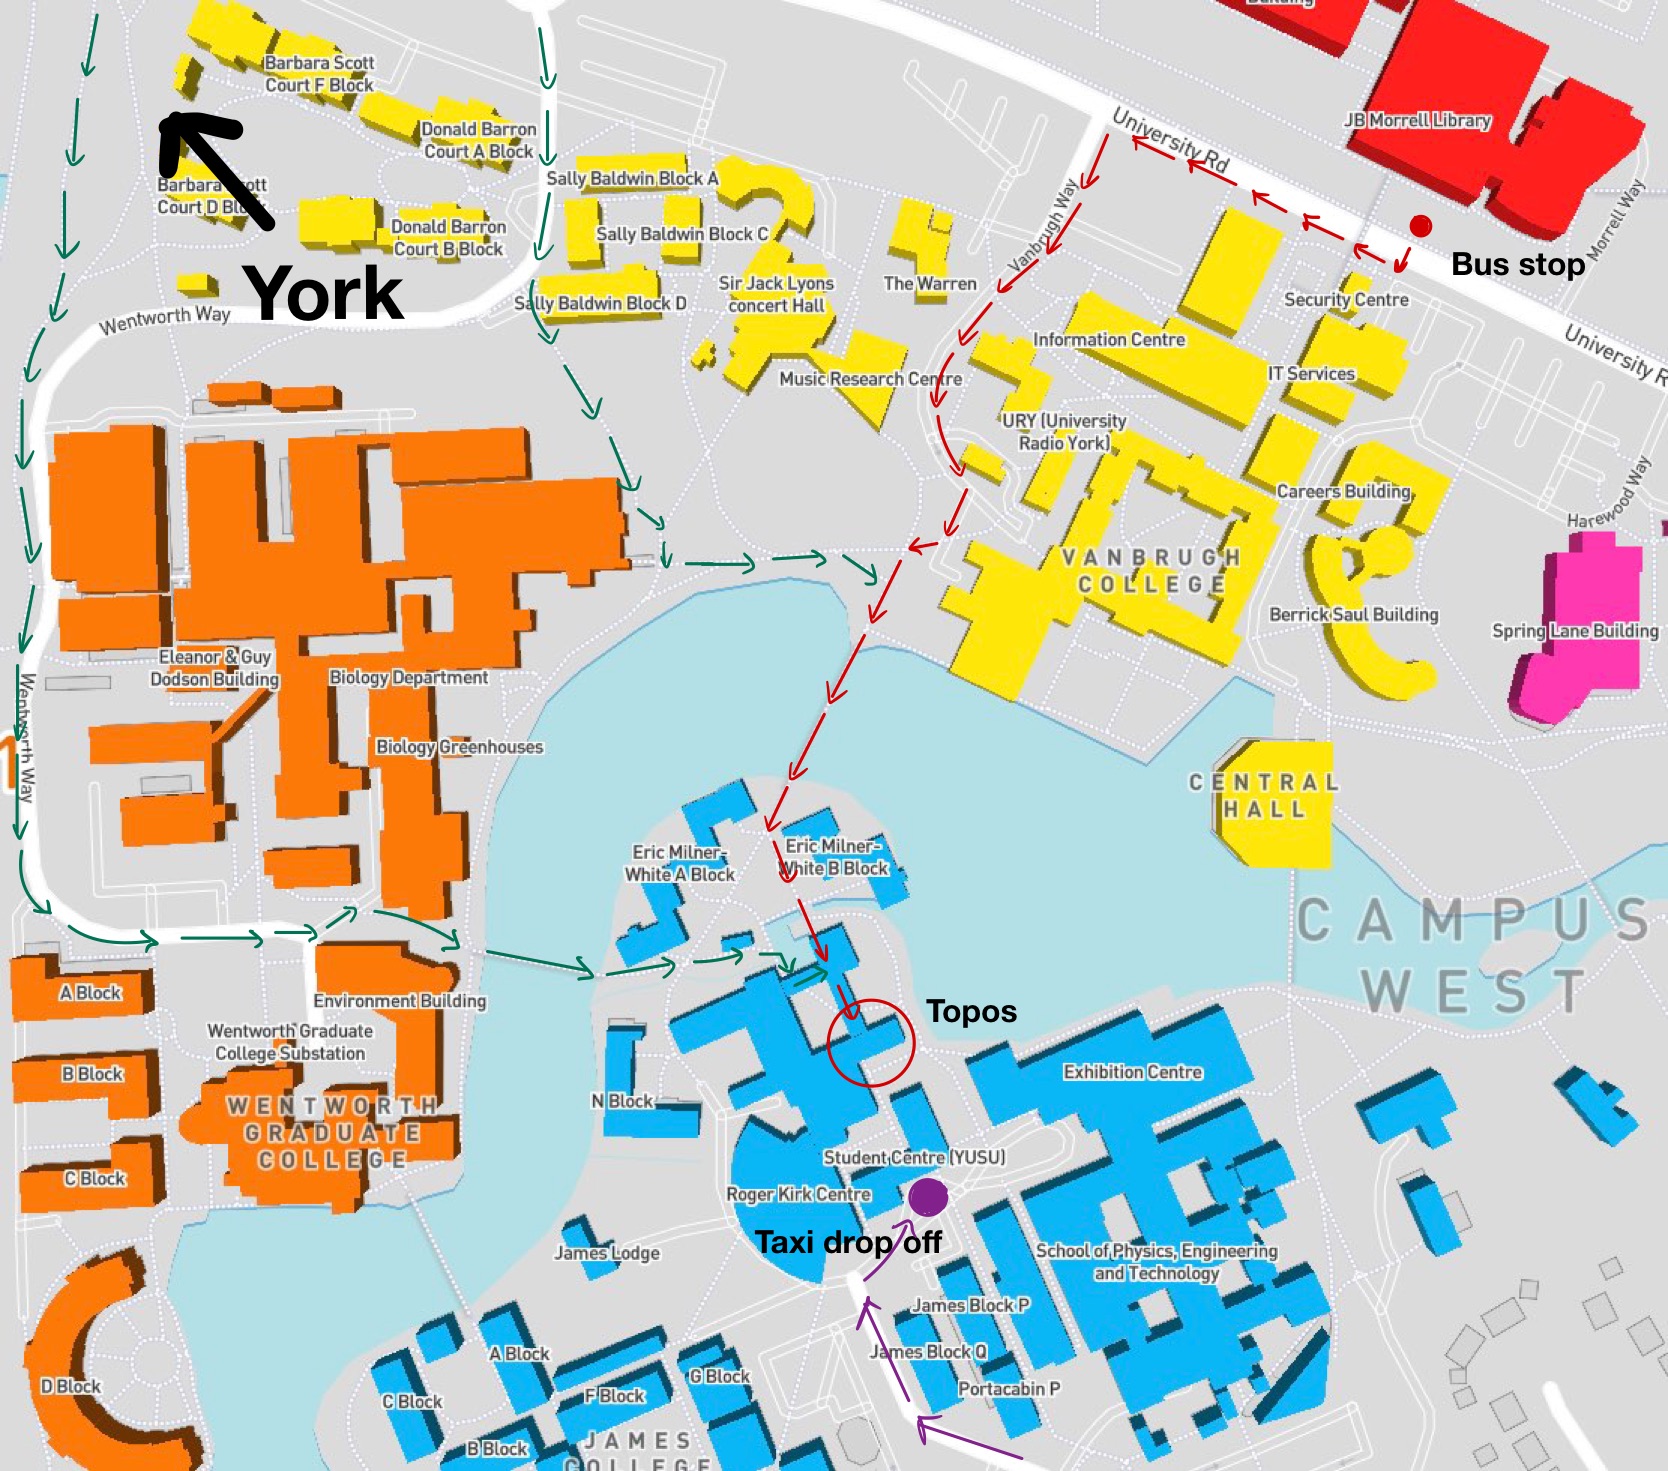 Building
Barbara Scott
Court F Block
JB Morrell Library
University Rd
Donald Barron
Court A Block
Sally Baldwin Block A
Barbara Scott
Court D Block
Donald Barron
Court B Block
Sally Baldwin Block C
Vanbrugh Way
Morrell Way
Bus stop
York
Sir Jack Lyons
concert Hall
The Warren
Security Centre
Sally Baldwin Block D
Wentworth Way
Information Centre
University R
IT Services
Music Research Centre
URY (University
Radio York)
Careers Building
Harewood Way
VANBRUGH
COLLEGE
Berrick Saul Building
Spring Lane Building
Eleanor & Guy
Dodson Building
Biology Department
Wentworth Way
1
Biology Greenhouses
CENTRAL
HALL
Eric Milner-
White A Block
Eric Milner-
White B Block
CAMPUS
WEST
A Block
Environment Building
Topos
Wentworth Graduate
College Substation
B Block
Exhibition Centre
N Block
WENTWORTH
GRADUATE
COLLEGE
Student Centre (YUSU)
C Block
Roger Kirk Centre
Taxi drop off
James Lodge
School of Physics, Engineering
and Technology
James Block P
A Block
James Block Q
D Block
C Block
F Block
G Block
Portacabin P
B Block
JAMES
COLLEGE